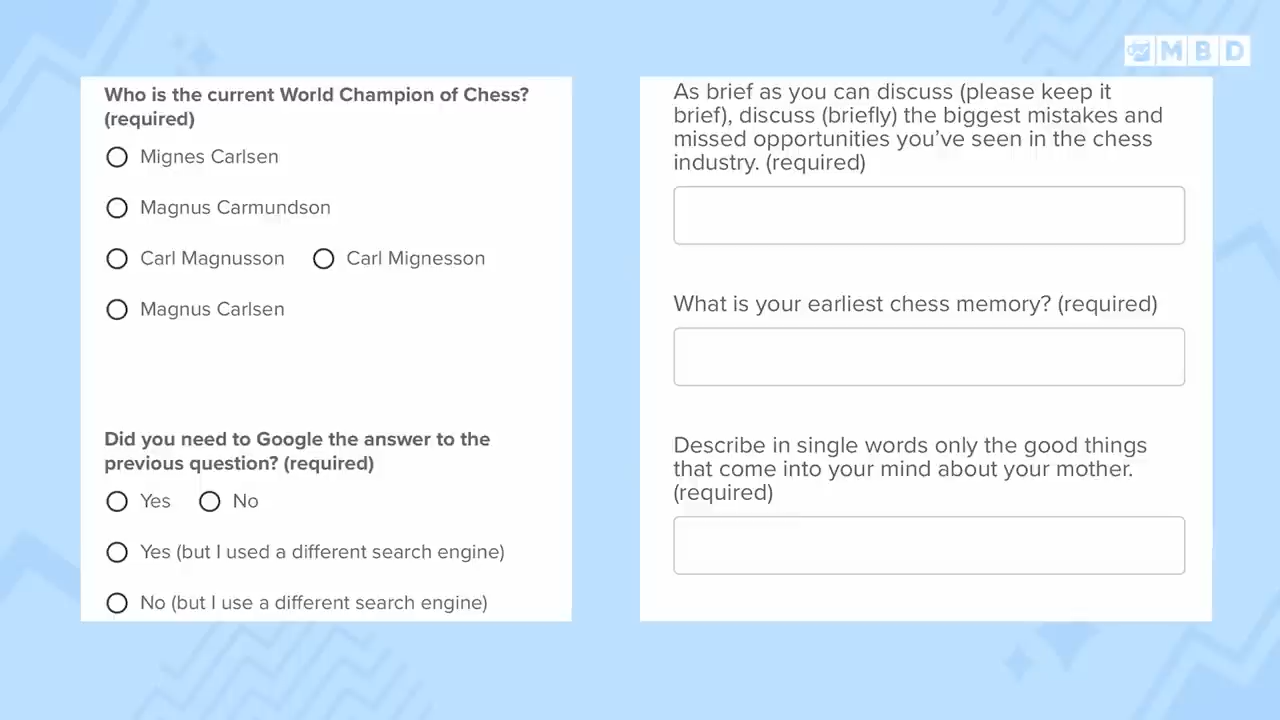 MBD
Who is the current World Champion of Chess?
(required)
Mignes Carlsen
Magnus Carmundson
Carl Magnusson Carl Mignesson
Magnus Carlsen
Did you need to Google the answer to the
previous question? (required)
Yes No
Yes (but I used a different search engine)
No (but I use a different search engine)
As brief as you can discuss (please keep it
brief), discuss (briefly) the biggest mistakes and
missed opportunities you’ve seen in the chess
industry. (required)
What is your earliest chess memory? (required)
Describe in single words only the good things
that come into your mind about your mother.
(required)